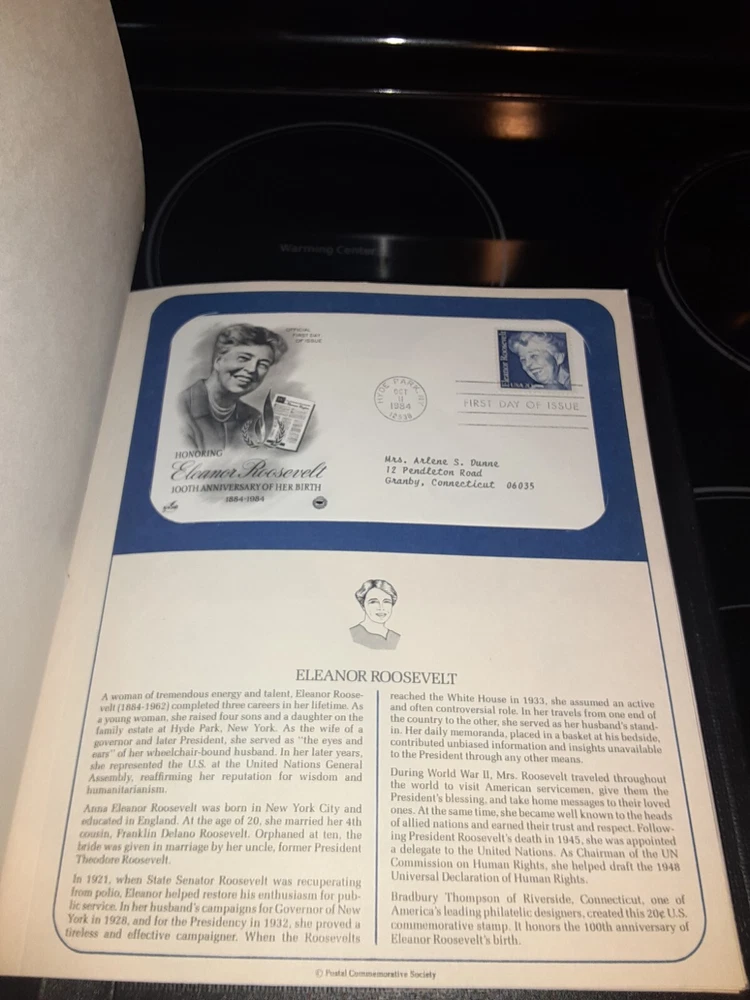 Warming Center
OFFICIAL
FIRST DAY
OF ISSUE
Eleanor Roosevelt
HYDE PARK, NY
OCT
11
1984
12538
FIRST DAY OF ISSUE
HONORING
Eleanor Roosevelt
100TH ANNIVERSARY OF HER BIRTH
1884-1984
Mrs. Arlene S. Dunne
12 Pendleton Road
Granby, Connecticut 06035
ELEANOR ROOSEVELT
A woman of tremendous energy and talent, Eleanor Roose-
velt (1884-1962) completed three careers in her lifetime. As
a young woman, she raised four sons and a daughter on the
family estate at Hyde Park, New York. As the wife of a
governor and later President, she served as "the eyes and
ears" of her wheelchair-bound husband. In her later years,
she represented the U.S. at the United Nations General
Assembly, reaffirming her reputation for wisdom and
humanitarianism.
Anna Eleanor Roosevelt was born in New York City and
educated in England. At the age of 20, she married her 4th
cousin, Franklin Delano Roosevelt. Orphaned at ten, the
bride was given in marriage by her uncle, former President
Theodore Roosevelt.
In 1921, when State Senator Roosevelt was recuperating
from polio, Eleanor helped restore his enthusiasm for pub-
lic service. In her husband's campaigns for Governor of New
York in 1928, and for the Presidency in 1932, she proved a
tireless and effective campaigner. When the Roosevelts
reached the White House in 1933, she assumed an active
and often controversial role. In her travels from one end of
the country to the other, she served as her husband's stand-
in. Her daily memoranda, placed in a basket at his bedside,
contributed unbiased information and insights unavailable
to the President through any other means.
During World War II, Mrs. Roosevelt traveled throughout
the world to visit American servicemen, give them the
President's blessing, and take home messages to their loved
ones. At the same time, she became well known to the heads
of allied nations and earned their trust and respect. Follow-
ing President Roosevelt's death in 1945, she was appointed
a delegate to the United Nations. As Chairman of the UN
Commission on Human Rights, she helped draft the 1948
Universal Declaration of Human Rights.
Bradbury Thompson of Riverside, Connecticut, one of
America's leading philatelic designers, created this 20¢ U.S.
commemorative stamp. It honors the 100th anniversary of
Eleanor Roosevelt's birth.
© Postal Commemorative Society